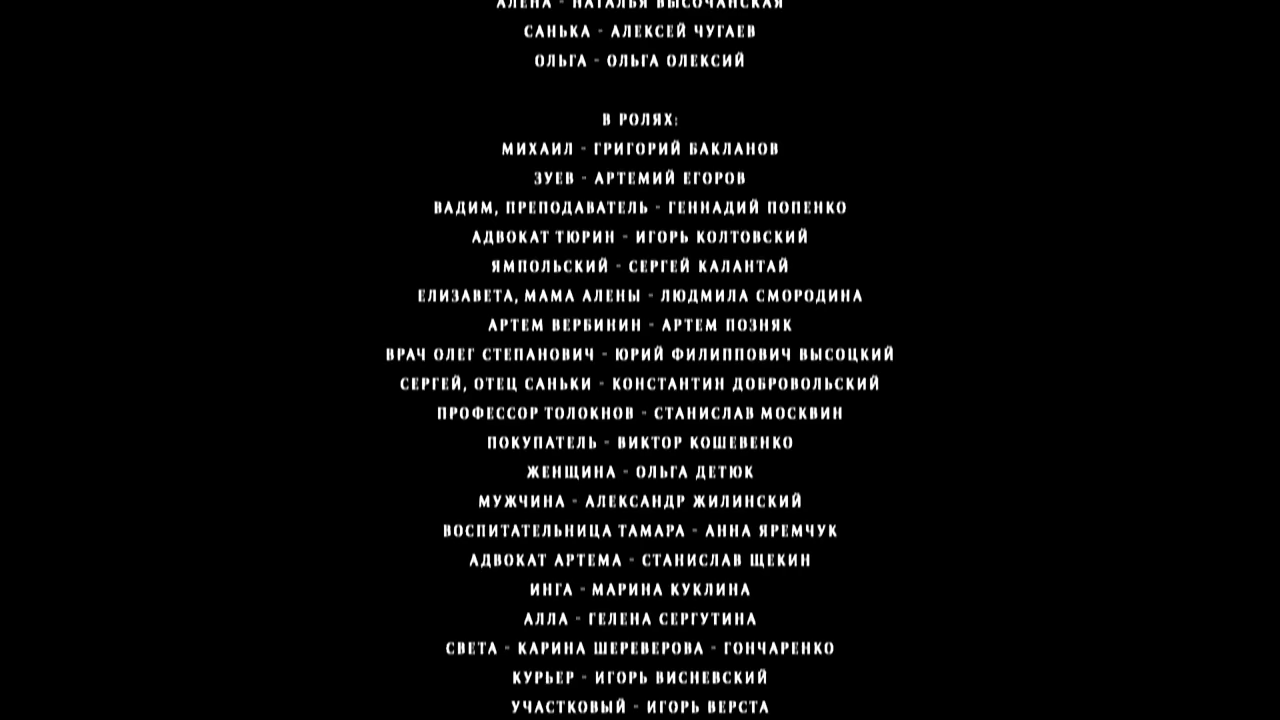 АЛЕНА - НАТАЛЬЯ ВЫСОЧАНСКАЯ
САНЬКА - АЛЕКСЕЙ ЧУГАЕВ
ОЛЬГА - ОЛЬГА ОЛЕКСИЙ
В РОЛЯХ:
МИХАИЛ - ГРИГОРИЙ БАКЛАНОВ
ЗУЕВ - АРТЕМИЙ ЕГОРОВ
ВАДИМ, ПРЕПОДАВАТЕЛЬ - ГЕННАДИЙ ПОПЕНКО
АДВОКАТ ТЮРИН - ИГОРЬ КОЛТОВСКИЙ
ЯМПОЛЬСКИЙ - СЕРГЕЙ КАЛАНТАЙ
ЕЛИЗАВЕТА, МАМА АЛЕНЫ - ЛЮДМИЛА СМОРОДИНА
АРТЕМ ВЕРБИНИН - АРТЕМ ПОЗНЯК
ВРАЧ ОЛЕГ СТЕПАНОВИЧ - ЮРИЙ ФИЛИППОВИЧ ВЫСОЦКИЙ
СЕРГЕЙ, ОТЕЦ САНЬКИ - КОНСТАНТИН ДОБРОВОЛЬСКИЙ
ПРОФЕССОР ТОЛОКНОВ - СТАНИСЛАВ МОСКВИН
ПОКУПАТЕЛЬ - ВИКТОР КОШЕВЕНКО
ЖЕНЩИНА - ОЛЬГА ДЕТЮК
МУЖЧИНА - АЛЕКСАНДР ЖИЛИНСКИЙ
ВОСПИТАТЕЛЬНИЦА ТАМАРА - АННА ЯРЕМЧУК
АДВОКАТ АРТЕМА - СТАНИСЛАВ ЩЕКИН
ИНГА - МАРИНА КУКЛИНА
АЛЛА - ГЕЛЕНА СЕРГУТИНА
СВЕТА - КАРИНА ШЕРЕВЕРОВА - ГОНЧАРЕНКО
КУРЬЕР - ИГОРЬ ВИСНЕВСКИЙ
УЧАСТКОВЫЙ - ИГОРЬ ВЕРСТА